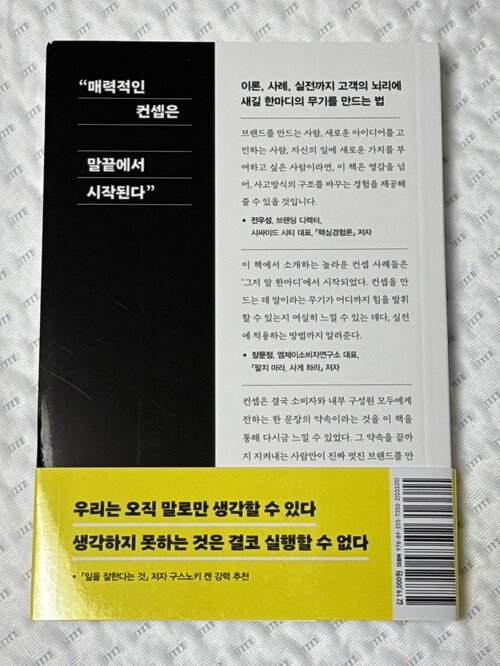 “매력적인
컨셉은
말끝에서
시작된다”
이론, 사례, 실전까지 고객의 뇌리에
새길 한마디의 무기를 만드는 법
브랜드를 만드는 사람, 새로운 아이디어를 고
민하는 사람, 자신의 일에 새로운 가치를 부
여하고 싶은 사람이라면, 이 책은 영감을 넘
어, 사고방식의 구조를 바꾸는 경험을 제공해
줄 수 있을 것입니다.
• 전우성, 브랜딩 디렉터,
시싸이드 시티 대표, 『핵심경험론』 저자
이 책에서 소개하는 놀라운 컨셉 사례들은
‘그저 말 한마디’에서 시작되었다. 컨셉을 만
드는 데 말이라는 무기가 어디까지 힘을 발휘
할 수 있는지 여실히 느낄 수 있는 데다, 실전
에 적용하는 방법까지 알려준다.
• 장문정, 엠제이소비자연구소 대표,
『팔지 마라, 사게 하라』 저자
컨셉은 결국 소비자와 내부 구성원 모두에게
전하는 한 문장의 약속이라는 것을 이 책을
통해 다시금 느낄 수 있었다. 그 약속을 끝까
지 지켜내는 사람만이 진짜 멋진 브랜드를 만
우리는 오직 말로만 생각할 수 있다
생각하지 못하는 것은 결코 실행할 수 없다
• 『일을 잘한다는 것』 저자 구스노키 켄 강력 추천
값 19,000원 ISBN 978-89-255-7350-2(03320)